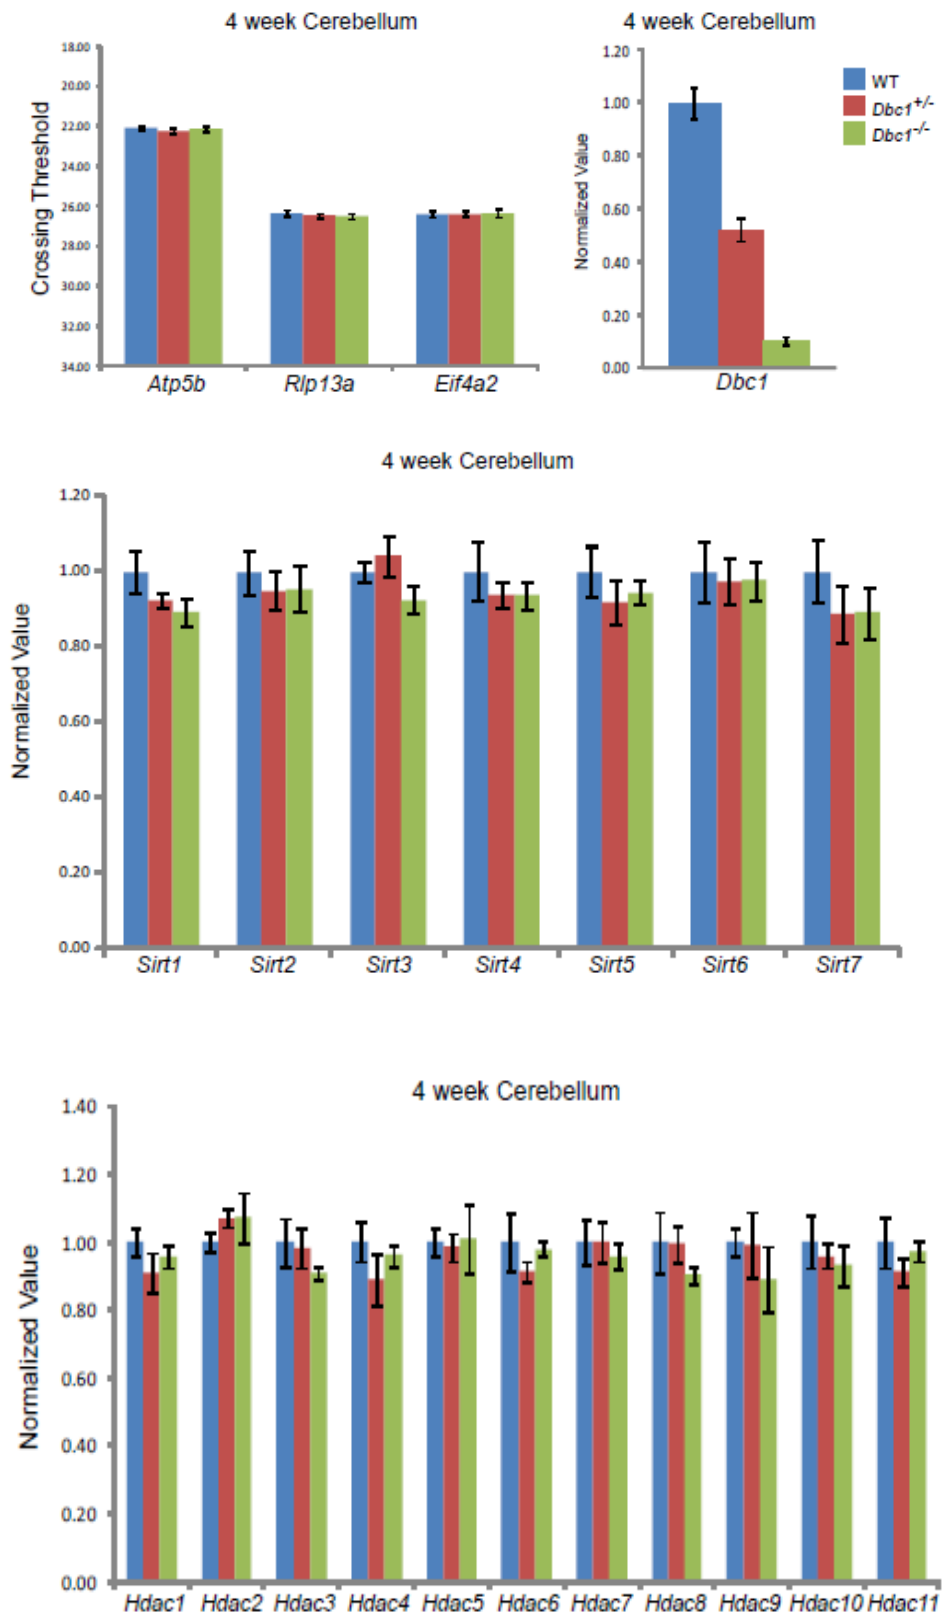 4 week Cerebellum
18.00
20.00
22.00
24.00
26.00
28.00
30.00
32.00
34.00
Crossing Threshold
Atp5b Rlp13a Eif4a2
4 week Cerebellum
1.20
1.00
0.80
0.60
0.40
0.20
0.00
Normalized Value
Dbc1
WT
Dbc1+/-
Dbc1-/-
4 week Cerebellum
1.20
1.00
0.80
0.60
0.40
0.20
0.00
Normalized Value
Sirt1 Sirt2 Sirt3 Sirt4 Sirt5 Sirt6 Sirt7
4 week Cerebellum
1.40
1.20
1.00
0.80
0.60
0.40
0.20
0.00
Normalized Value
Hdac1 Hdac2 Hdac3 Hdac4 Hdac5 Hdac6 Hdac7 Hdac8 Hdac9 Hdac10 Hdac11